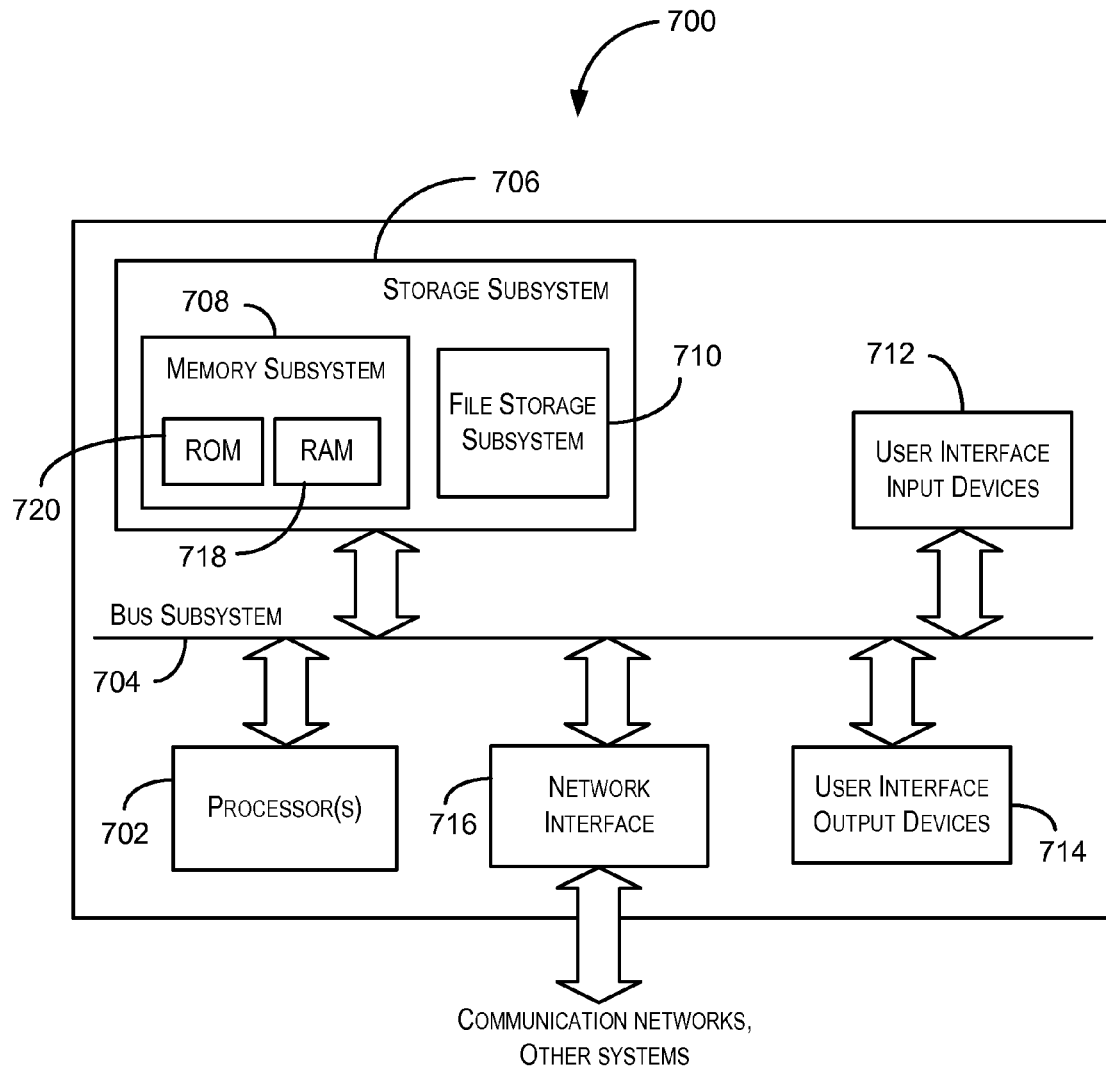 700
706
STORAGE SUBSYSTEM
708
MEMORY SUBSYSTEM
ROM
RAM
720
718
FILE STORAGE
SUBSYSTEM
710
712
USER INTERFACE
INPUT DEVICES
BUS SUBSYSTEM
704
PROCESSOR(S)
702
NETWORK
INTERFACE
716
USER INTERFACE
OUTPUT DEVICES
714
COMMUNICATION NETWORKS,
OTHER SYSTEMS